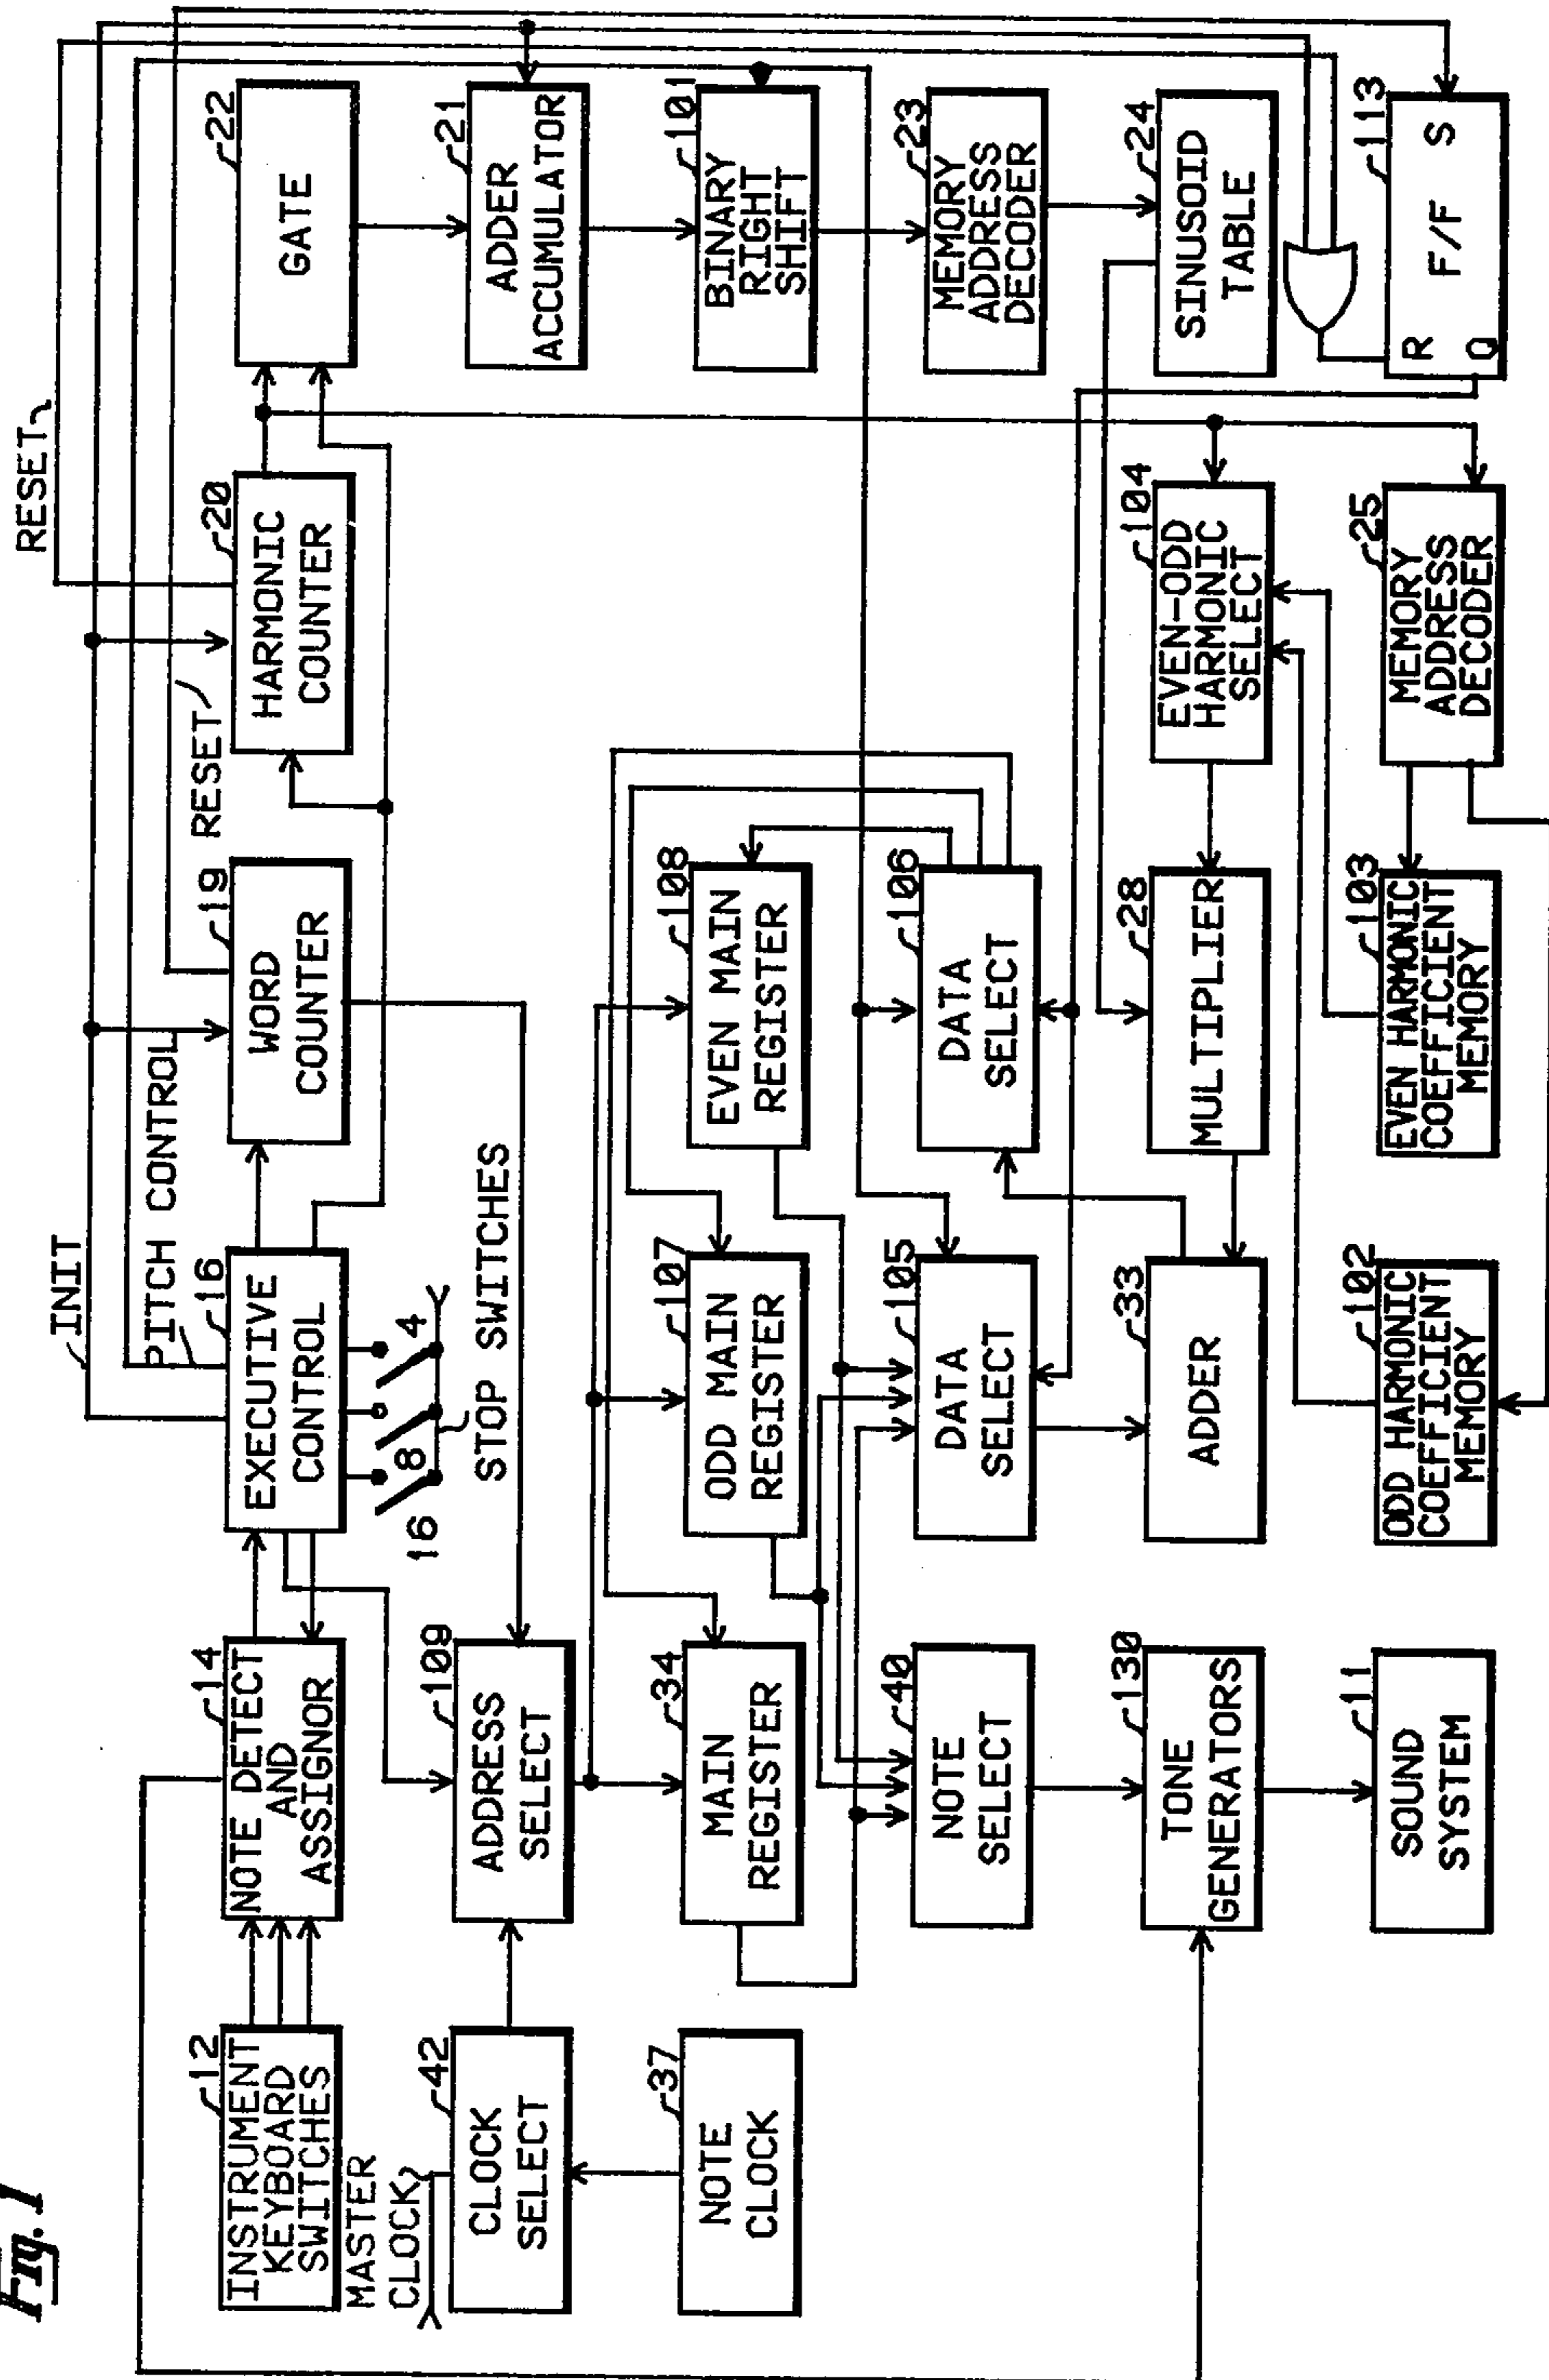 Fig. 1
RESET
INIT
PITCH CONTROL
RESET
12
INSTRUMENT
KEYBOARD
SWITCHES
14
NOTE DETECT
AND
ASSIGNOR
16
EXECUTIVE
CONTROL
19
WORD
COUNTER
20
HARMONIC
COUNTER
22
GATE
16
8
4
STOP SWITCHES
MASTER
CLOCK
42
CLOCK
SELECT
109
ADDRESS
SELECT
21
ADDER
ACCUMULATOR
37
NOTE
CLOCK
34
MAIN
REGISTER
107
ODD MAIN
REGISTER
108
EVEN MAIN
REGISTER
101
BINARY
RIGHT
SHIFT
40
NOTE
SELECT
105
DATA
SELECT
106
DATA
SELECT
23
MEMORY
ADDRESS
DECODER
130
TONE
GENERATORS
33
ADDER
28
MULTIPLIER
104
EVEN-ODD
HARMONIC
SELECT
24
SINUSOID
TABLE
11
SOUND
SYSTEM
102
ODD HARMONIC
COEFFICIENT
MEMORY
103
EVEN HARMONIC
COEFFICIENT
MEMORY
25
MEMORY
ADDRESS
DECODER
113
R
S
F/F
Q